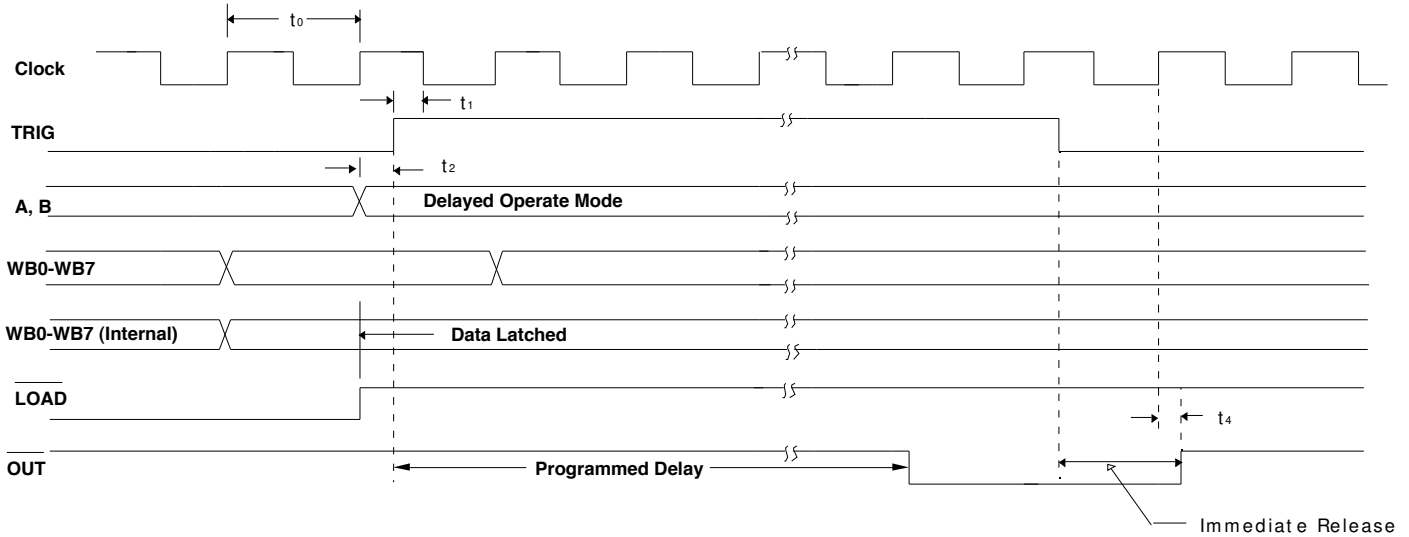 t0
Clock
t1
TRIG
t2
A, B
Delayed Operate Mode
WB0-WB7
WB0-WB7 (Internal)
Data Latched
LOAD
t4
OUT
Programmed Delay
Immediate Release